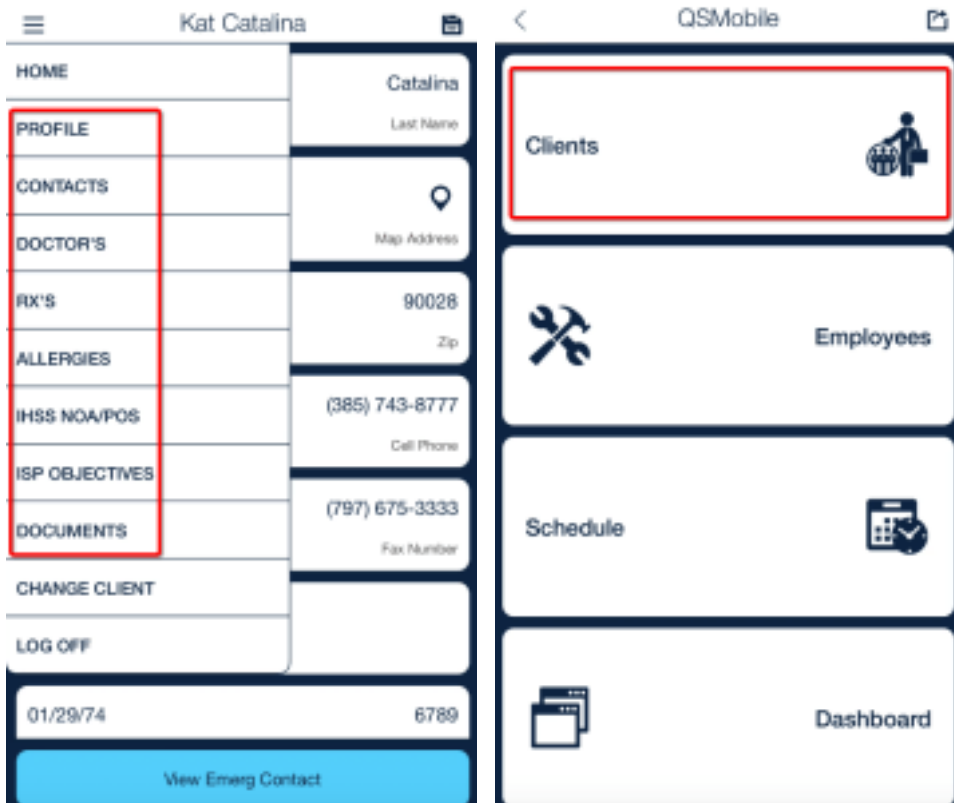 Kat Catalina
HOME
PROFILE
CONTACTS
DOCTOR'S
RX'S
ALLERGIES
IHSS NOA/POS
ISP OBJECTIVES
DOCUMENTS
CHANGE CLIENT
LOG OFF
Catalina
Last Name
Map Address
90028
Zip
(385) 743-8777
Cell Phone
(797) 675-3333
Fax Number
01/29/74 6789
View Emerg Contact
QSMobile
Clients
Employees
Schedule
Dashboard